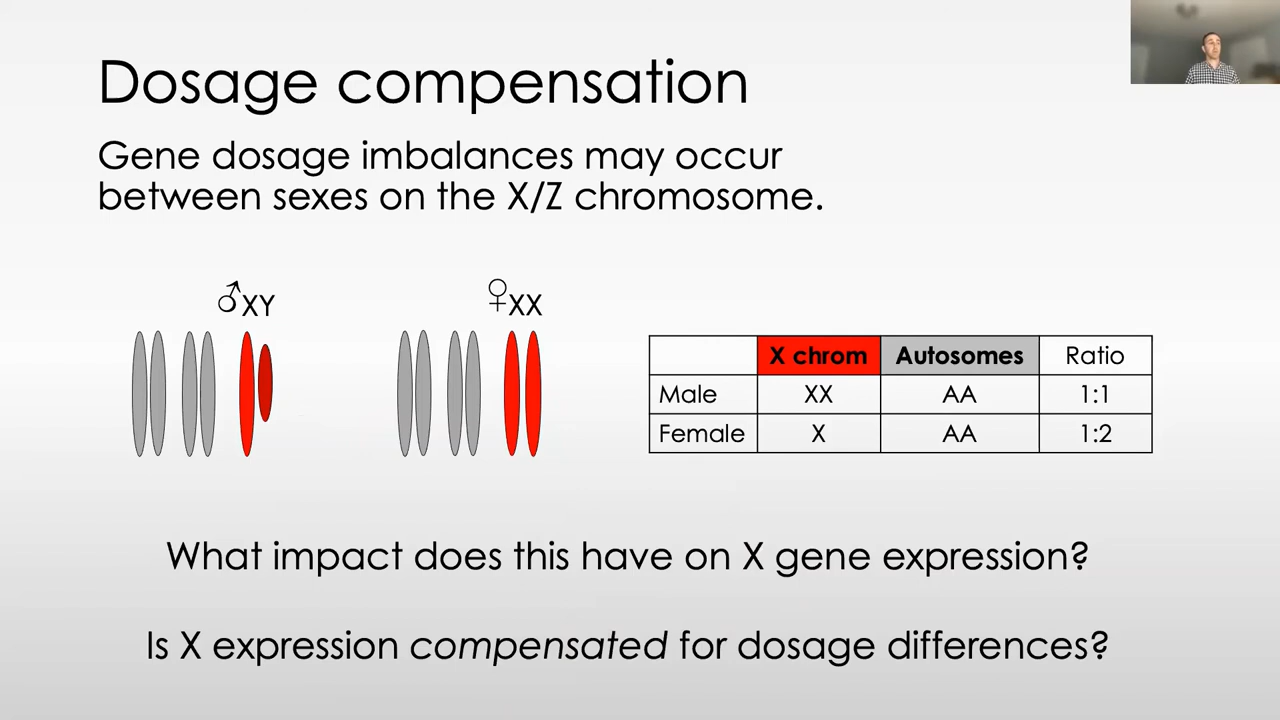 Dosage compensation
Gene dosage imbalances may occur
between sexes on the X/Z chromosome.
♂XY
♀XX
X chrom Autosomes Ratio
Male XX AA 1:1
Female X AA 1:2
What impact does this have on X gene expression?
Is X expression compensated for dosage differences?